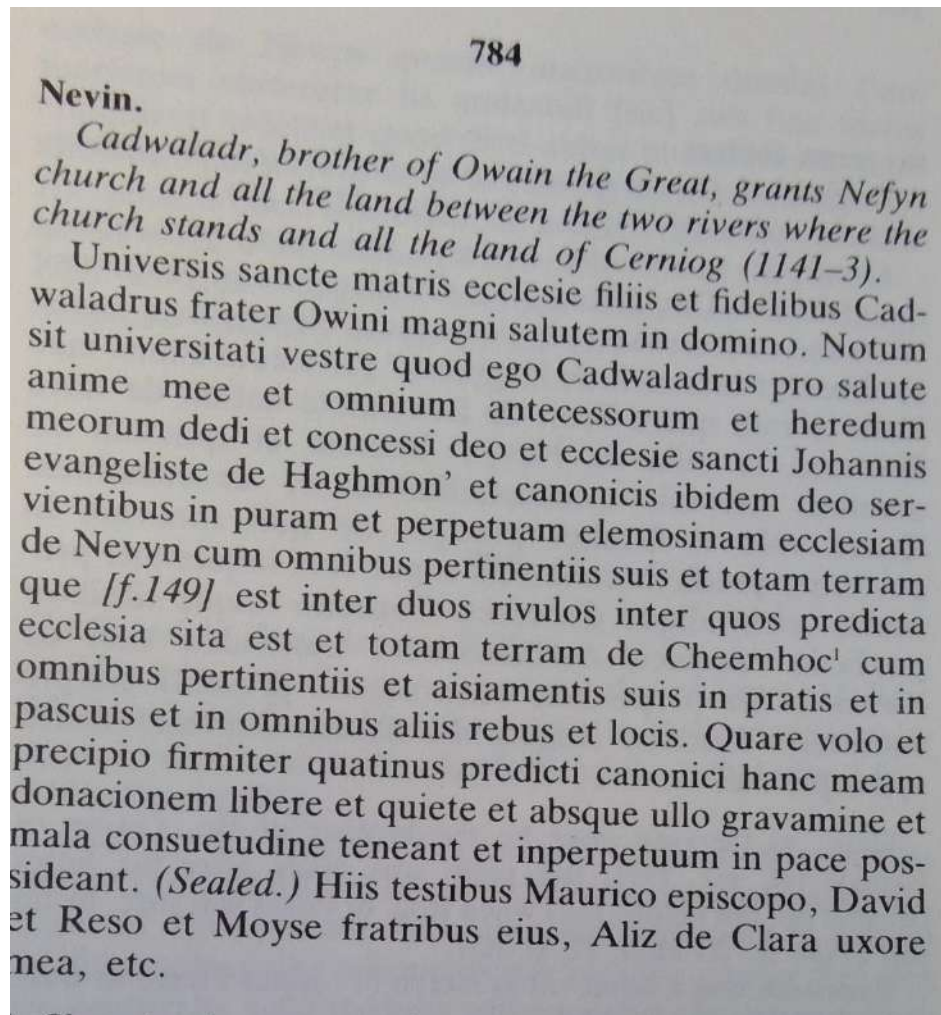 784
Nevin.
Cadwaladr, brother of Owain the Great, grants Nefyn
church and all the land between the two rivers where the
church stands and all the land of Cerniog (1141–3).
Universis sancte matris ecclesie filiis et fidelibus Cad-
waladrus frater Owini magni salutem in domino. Notum
sit universitati vestre quod ego Cadwaladrus pro salute
anime mee et omnium antecessorum et heredum
meorum dedi et concessi deo et ecclesie sancti Johannis
evangeliste de Haghmon’ et canonicis ibidem deo ser-
vientibus in puram et perpetuam elemosinam ecclesiam
de Nevyn cum omnibus pertinentiis suis et totam terram
que [f.149] est inter duos rivulos inter quos predicta
ecclesia sita est et totam terram de Cheemhoc¹ cum
omnibus pertinentiis et aisiamentis suis in pratis et in
pascuis et in omnibus aliis rebus et locis. Quare volo et
precipio firmiter quatinus predicti canonici hanc meam
donacionem libere et quiete et absque ullo gravamine et
mala consuetudine teneant et inperpetuum in pace pos-
sideant. (Sealed.) Hiis testibus Maurico episcopo, David
et Reso et Moyse fratribus eius, Aliz de Clara uxore
mea, etc.